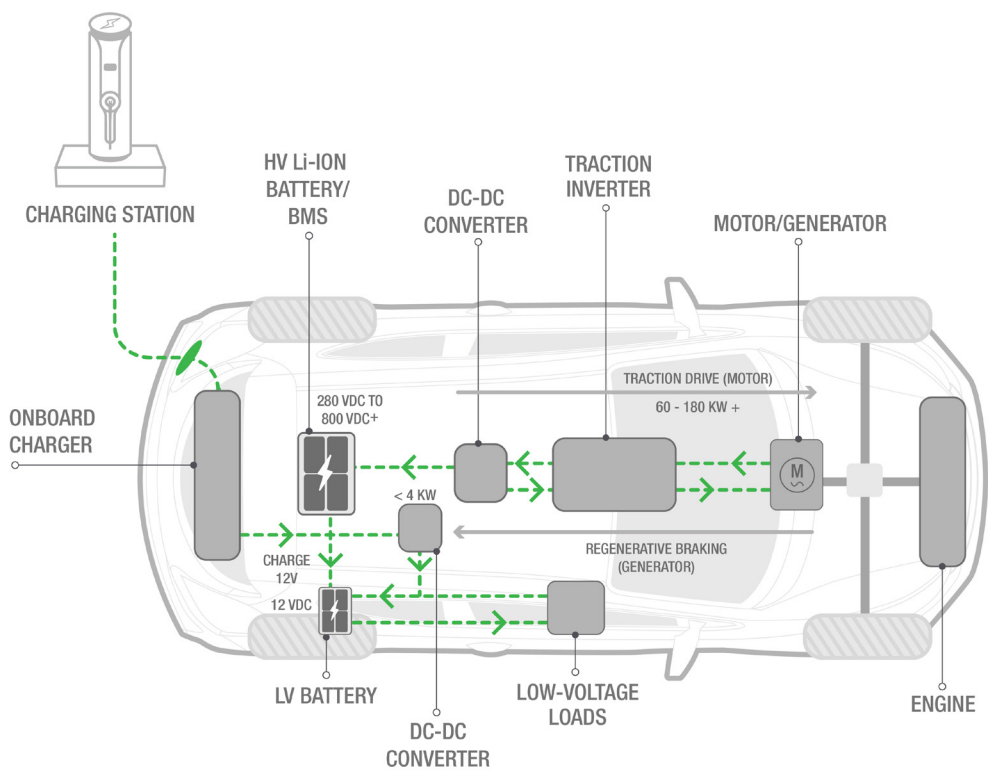 CHARGING STATION
HV Li-ION
BATTERY/
BMS
DC-DC
CONVERTER
TRACTION
INVERTER
MOTOR/GENERATOR
ONBOARD
CHARGER
280 VDC TO
800 VDC+
TRACTION DRIVE (MOTOR)
60 - 180 KW +
M
< 4 KW
REGENERATIVE BRAKING
(GENERATOR)
CHARGE
12V
12 VDC
LV BATTERY
DC-DC
CONVERTER
LOW-VOLTAGE
LOADS
ENGINE